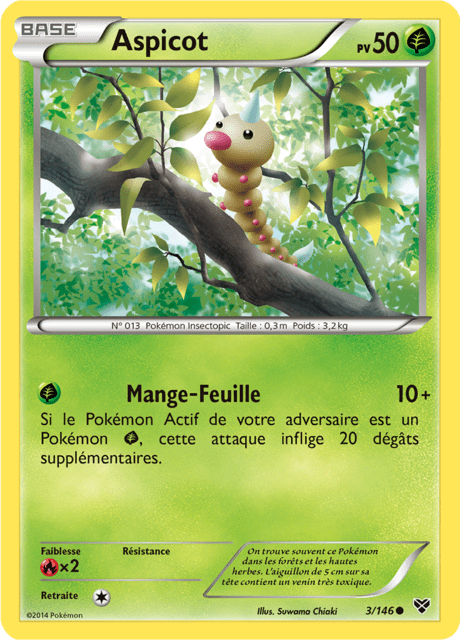 BASE
Aspicot
PV50
N° 013 Pokémon Insectopic Taille : 0,3m Poids : 3,2kg
Mange-Feuille 10+
Si le Pokémon Actif de votre adversaire est un
Pokémon , cette attaque inflige 20 dégâts
supplémentaires.
Faiblesse Résistance
×2
Retraite
On trouve souvent ce Pokémon
dans les forêts et les hautes
herbes. L'aiguillon de 5 cm sur sa
tête contient un venin très toxique.
©2014 Pokémon
Illus. Suwama Chiaki
3/146
XY